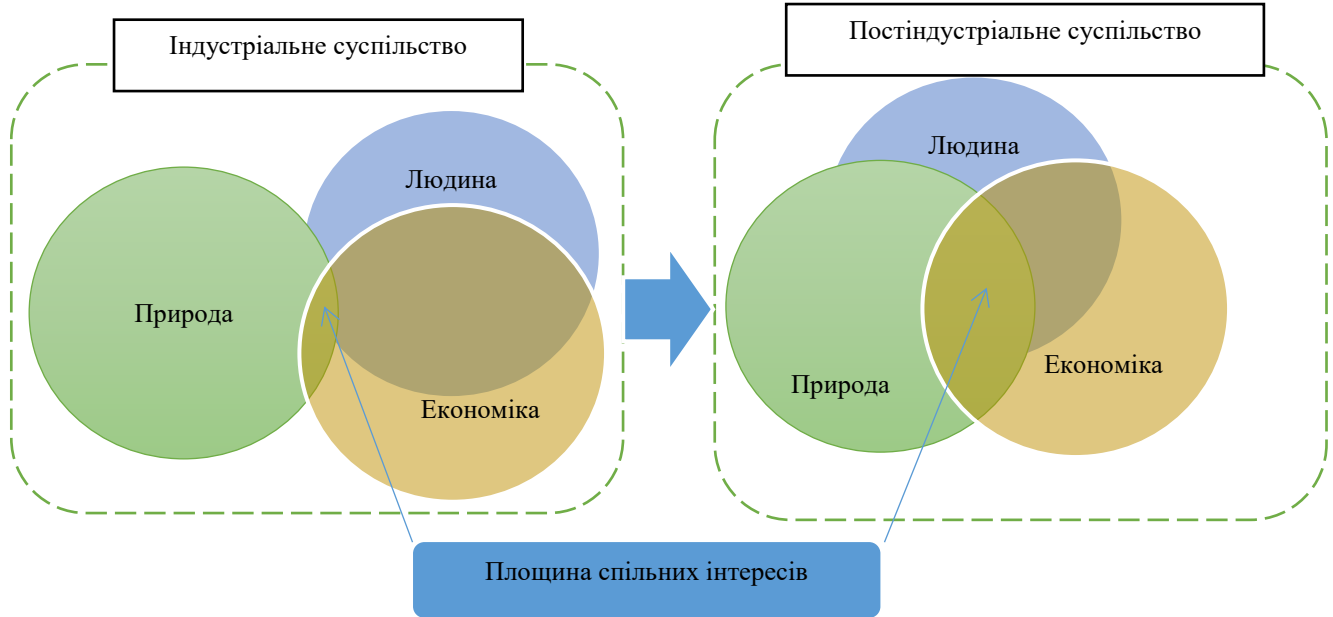 Індустріальне суспільство
Постіндустріальне суспільство
Людина
Природа
Економіка
Людина
Природа
Економіка
Площина спільних інтересів